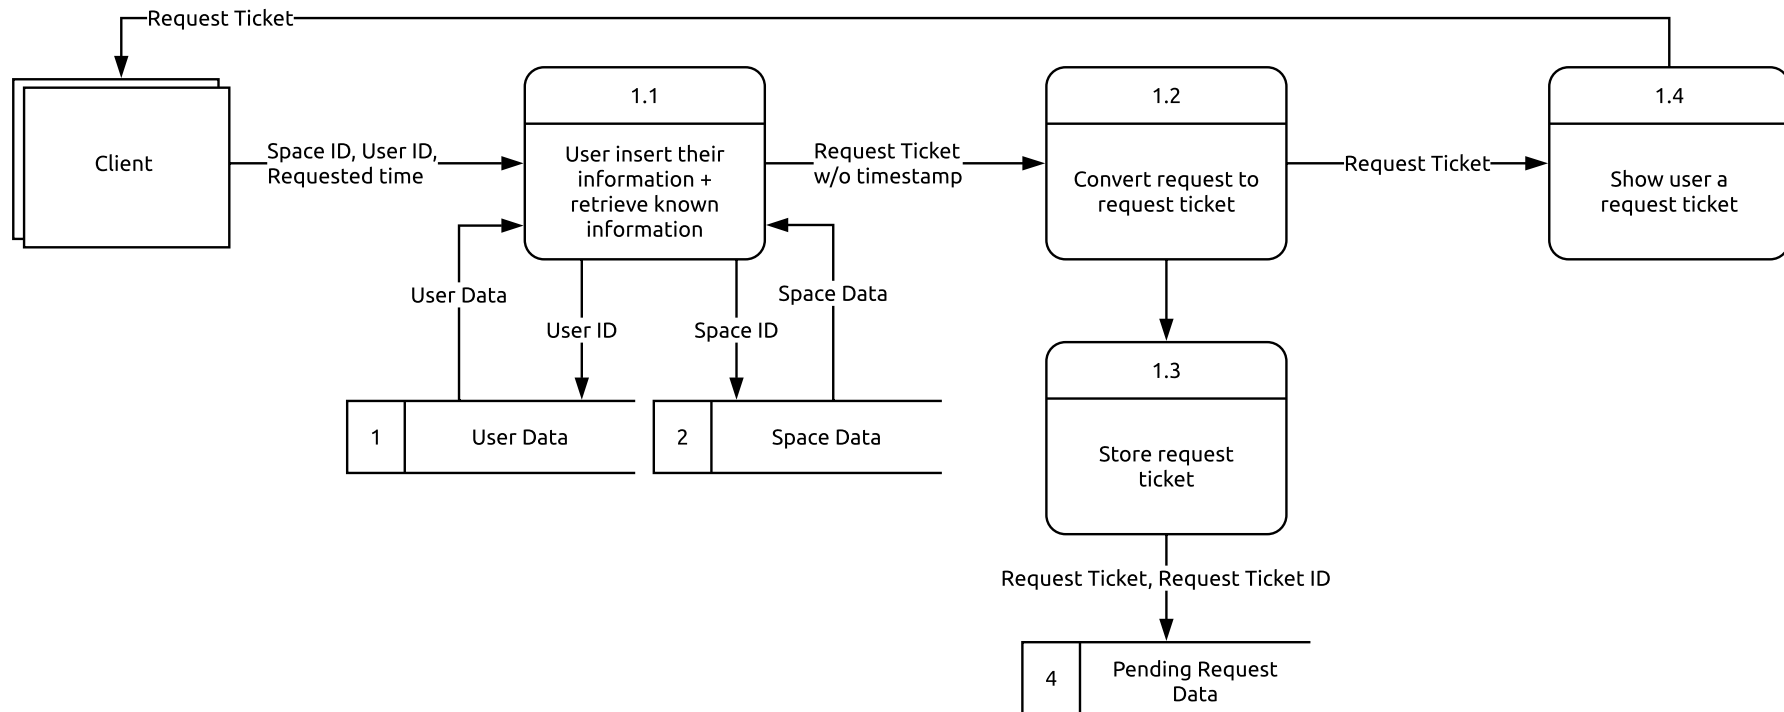 Request Ticket
1.1
1.2
1.4
Client
Space ID, User ID,
Requested time
User insert their
information +
retrieve known
information
Request Ticket
w/o timestamp
Convert request to
request ticket
Request Ticket
Show user a
request ticket
User Data
Space Data
User ID
Space ID
1.3
1
User Data
2
Space Data
Store request
ticket
Request Ticket, Request Ticket ID
4
Pending Request
Data